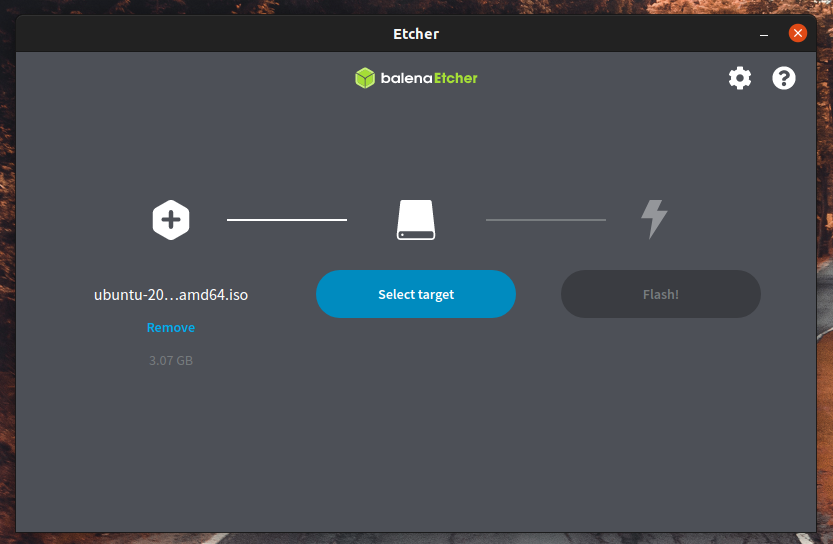 Etcher
balenaEtcher
ubuntu-20…amd64.iso
Select target
Flash!
Remove
3.07 GB